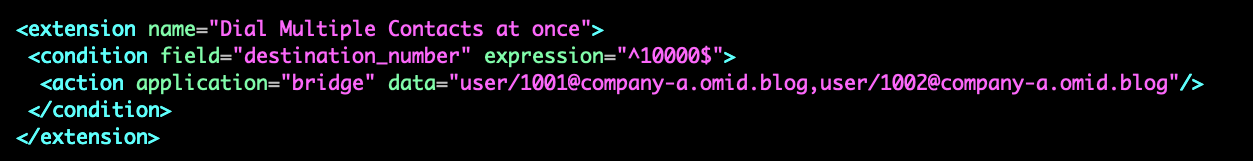 <extension name="Dial Multiple Contacts at once">
<condition field="destination_number" expression="^10000$">
<action application="bridge" data="user/1001@company-a.omid.blog,user/1002@company-a.omid.blog"/>
</condition>
</extension>